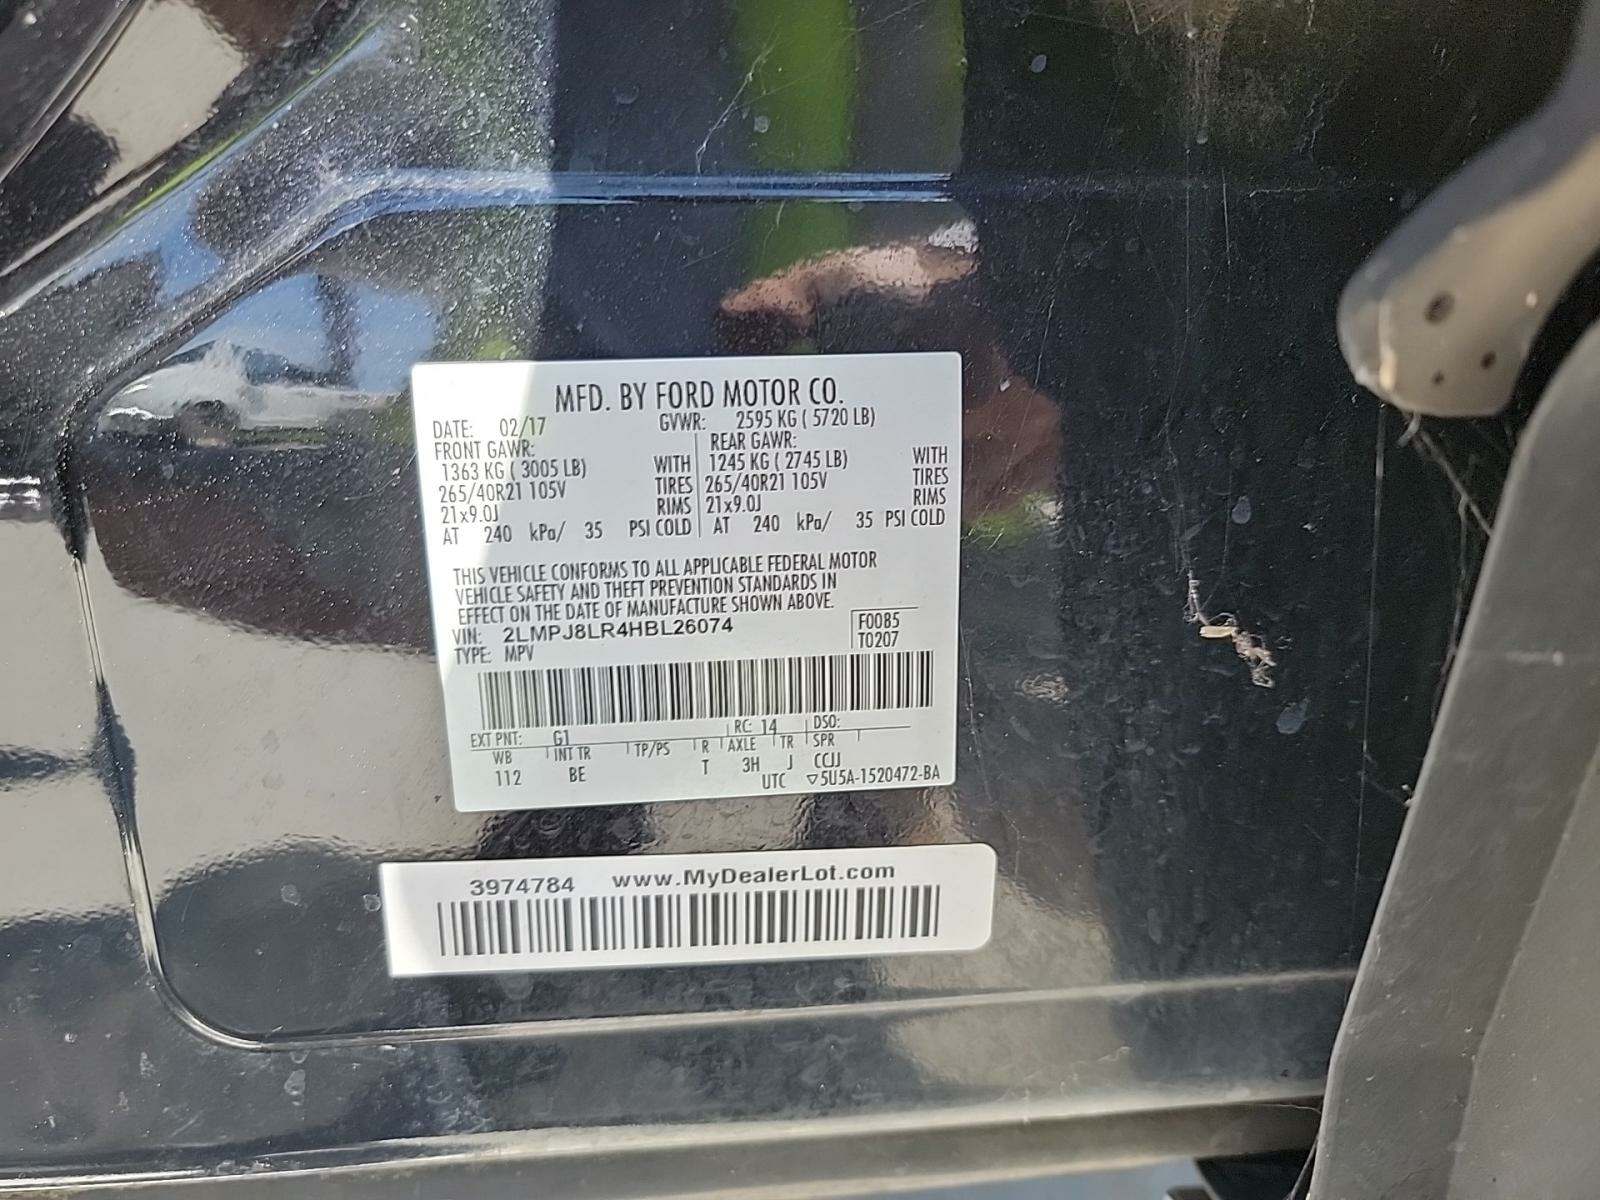 MFD. BY FORD MOTOR CO.
DATE: 02/17 GVWR: 2595 KG ( 5720 LB)
FRONT GAWR: REAR GAWR:
1363 KG ( 3005 LB) WITH 1245 KG ( 2745 LB) WITH
265/40R21 105V TIRES 265/40R21 105V TIRES
21x9.0J RIMS 21x9.0J RIMS
AT 240 kPa/ 35 PSI COLD AT 240 kPa/ 35 PSI COLD
THIS VEHICLE CONFORMS TO ALL APPLICABLE FEDERAL MOTOR
VEHICLE SAFETY AND THEFT PREVENTION STANDARDS IN
EFFECT ON THE DATE OF MANUFACTURE SHOWN ABOVE.
VIN: 2LMPJ8LR4HBL26074 F0085
TYPE: MPV T0207
EXT PNT: G1 RC: 14 DSO:
WB INT TR TP/PS R AXLE TR SPR
112 BE T 3H J CCJJ
UTC ▽5U5A-1520472-BA
3974784 www.MyDealerLot.com